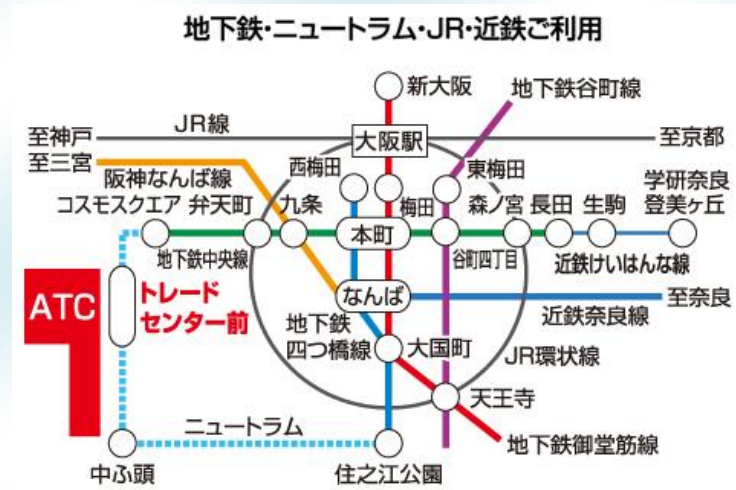 地下鉄・ニュートラム・JR・近鉄ご利用
新大阪
地下鉄谷町線
JR線
至神戸
大阪駅
至京都
至三宮
阪神なんば線
西梅田
東梅田
学研奈良
登美ヶ丘
コスモスクエア
弁天町
九条
梅田
森ノ宮
長田
生駒
本町
地下鉄中央線
谷町四丁目
近鉄けいはんな線
ATC
トレード
センター前
なんば
至奈良
近鉄奈良線
地下鉄
四つ橋線
大国町
JR環状線
天王寺
ニュートラム
地下鉄御堂筋線
中ふ頭
住之江公園